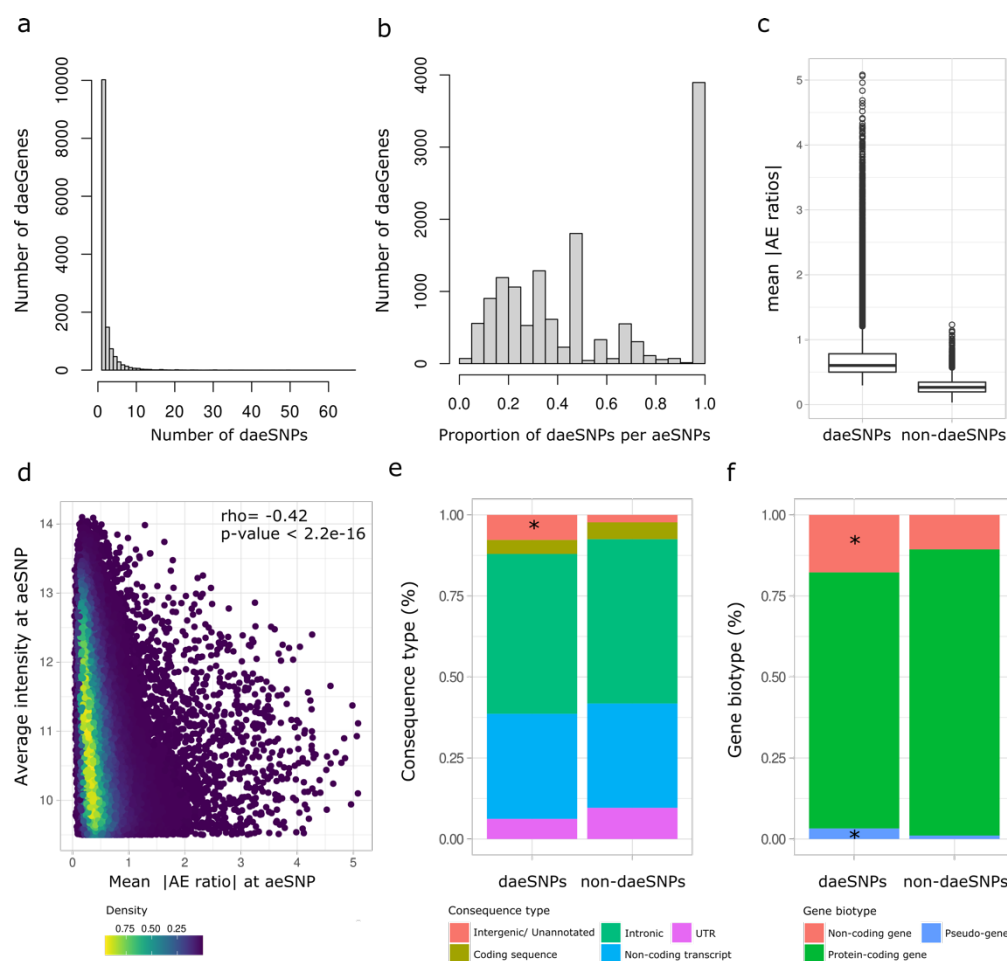 a
Number of daeGenes
10000
8000
6000
4000
2000
0
0 10 20 30 40 50 60
Number of daeSNPs
b
Number of daeGenes
4000
3000
2000
1000
0
0.0 0.2 0.4 0.6 0.8 1.0
Proportion of daeSNPs per aeSNPs
c
mean |AE ratios|
5
4
3
2
1
0
daeSNPs non-daeSNPs
d
rho= -0.42
p-value < 2.2e-16
Average intensity at aeSNP
14
13
12
11
10
0 1 2 3 4 5
Mean |AE ratio| at aeSNP
Density
0.75 0.50 0.25
e
Consequence type (%)
1.00
0.75
0.50
0.25
0.00
*
daeSNPs non-daeSNPs
Consequence type
Intergenic/ Unannotated Intronic UTR
Coding sequence Non-coding transcript
f
Gene biotype (%)
1.00
0.75
0.50
0.25
0.00
*
*
daeSNPs non-daeSNPs
Gene biotype
Non-coding gene Pseudo-gene
Protein-coding gene